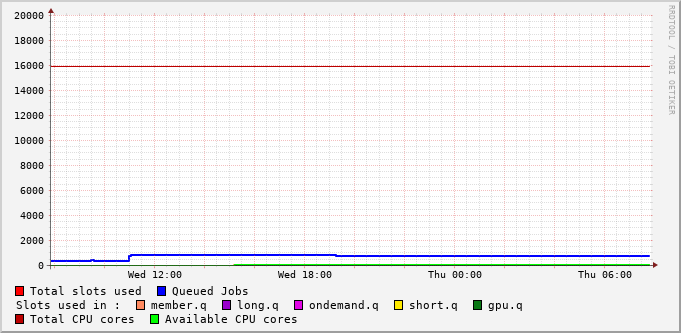 RRDTOOL / TOBI OETIKER
20000
18000
16000
14000
12000
10000
8000
6000
4000
2000
0
Wed 12:00 Wed 18:00 Thu 00:00 Thu 06:00
Total slots used Queued Jobs
Slots used in : member.q long.q ondemand.q short.q gpu.q
Total CPU cores Available CPU cores